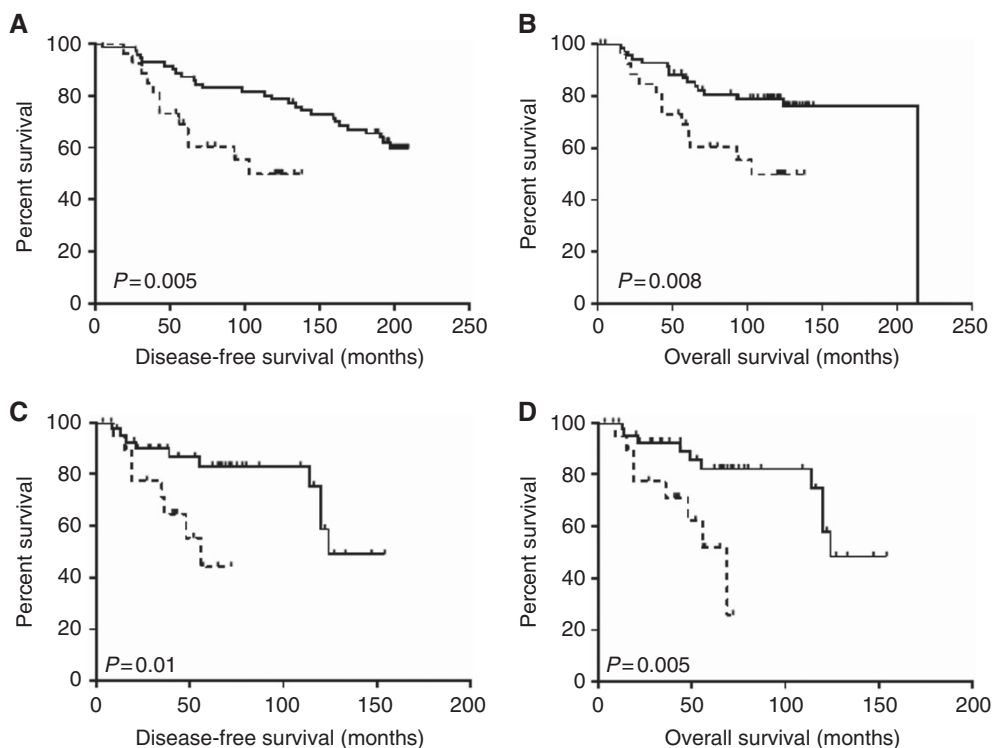 A
Percent survival
100
80
60
40
20
0
P=0.005
0 50 100 150 200 250
Disease-free survival (months)
B
Percent survival
100
80
60
40
20
0
P=0.008
0 50 100 150 200 250
Overall survival (months)
C
Percent survival
100
80
60
40
20
0
P=0.01
0 50 100 150 200
Disease-free survival (months)
D
Percent survival
100
80
60
40
20
0
P=0.005
0 50 100 150 200
Overall survival (months)